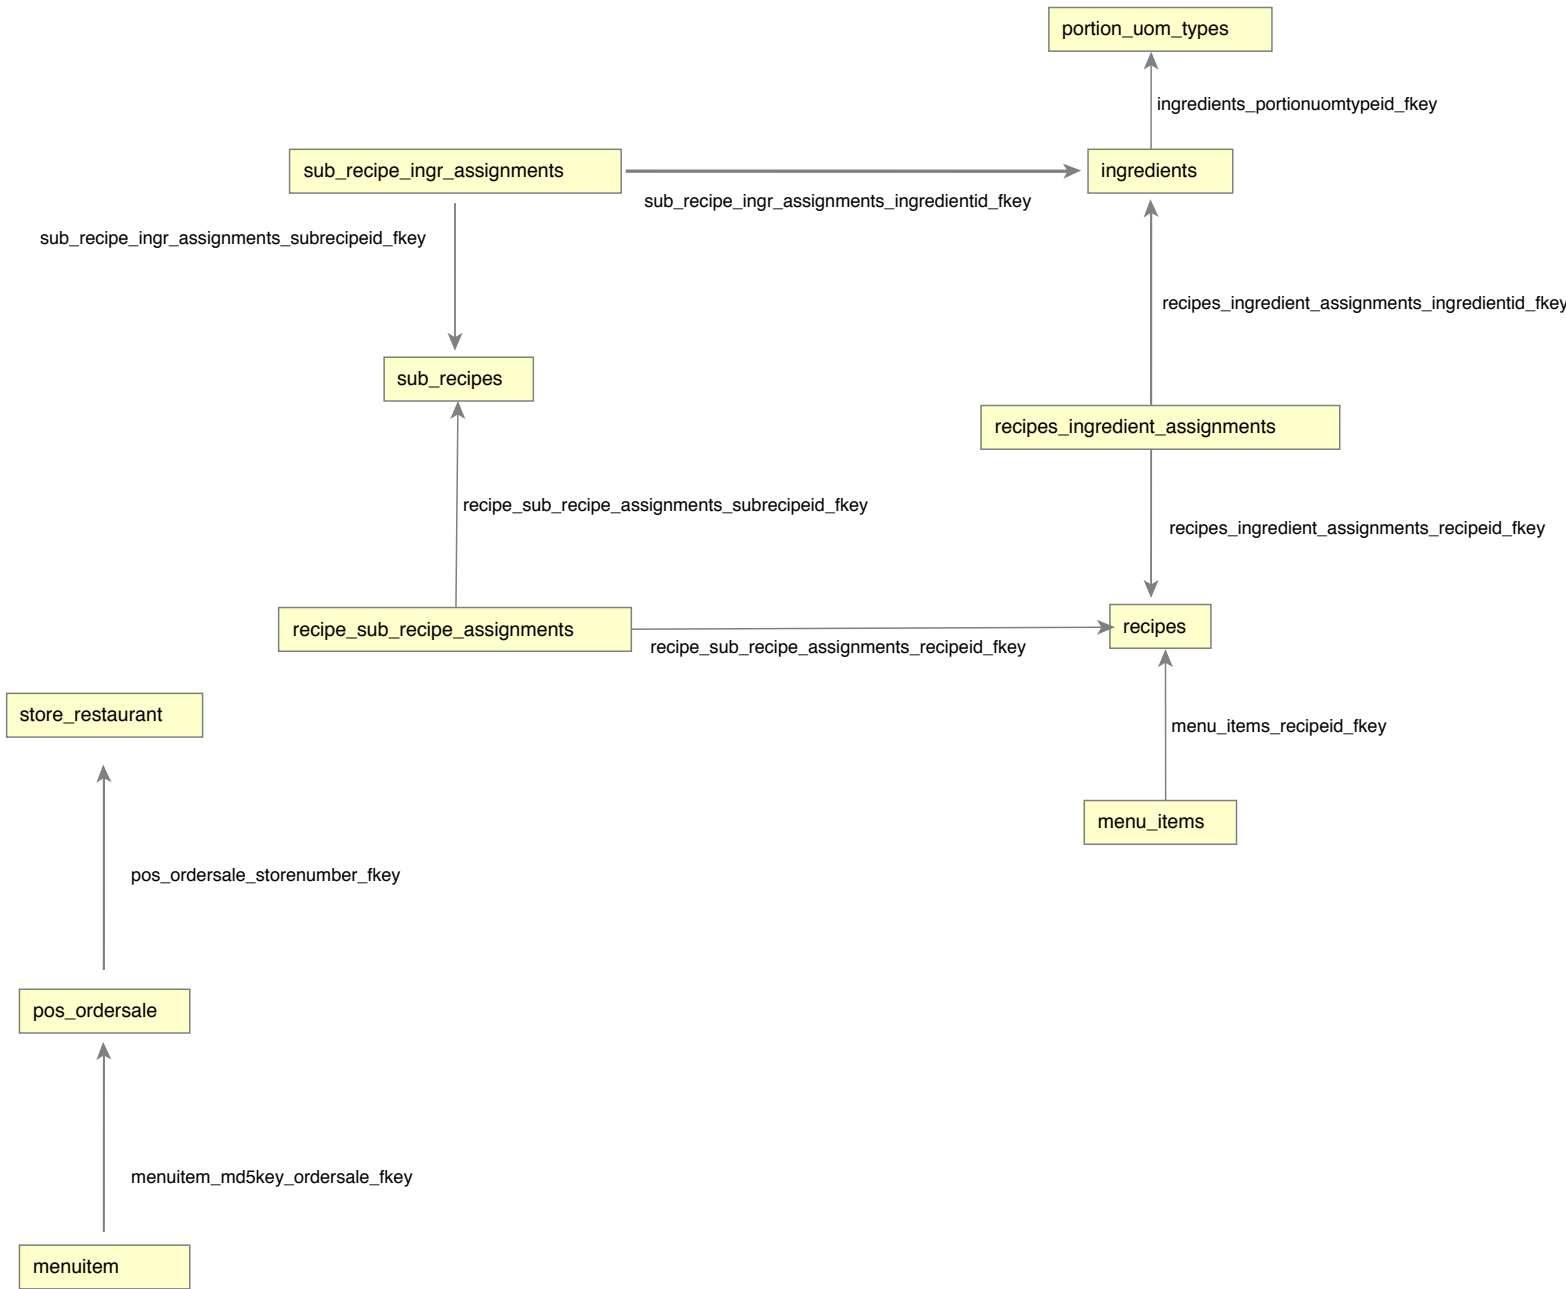 portion_uom_types
ingredients_portionuomtypeid_fkey
sub_recipe_ingr_assignments
ingredients
sub_recipe_ingr_assignments_ingredientid_fkey
sub_recipe_ingr_assignments_subrecipeid_fkey
recipes_ingredient_assignments_ingredientid_fkey
sub_recipes
recipes_ingredient_assignments
recipe_sub_recipe_assignments_subrecipeid_fkey
recipes_ingredient_assignments_recipeid_fkey
recipe_sub_recipe_assignments
recipes
recipe_sub_recipe_assignments_recipeid_fkey
store_restaurant
menu_items_recipeid_fkey
menu_items
pos_ordersale_storenumber_fkey
pos_ordersale
menuitem_md5key_ordersale_fkey
menuitem